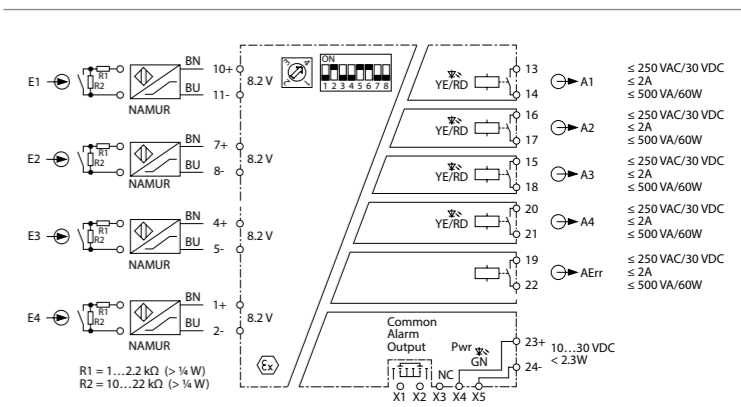 E1
R1
R2
NAMUR
BN
BU
10+
11-
8.2 V
E2
R1
R2
NAMUR
BN
BU
7+
8-
8.2 V
E3
R1
R2
NAMUR
BN
BU
4+
5-
8.2 V
E4
R1
R2
NAMUR
BN
BU
1+
2-
8.2 V
R1 = 1…2.2 kΩ (> ¼ W)
R2 = 10…22 kΩ (> ¼ W)
ON
1 2 3 4 5 6 7 8
Ex
YE/RD
13
14
A1
≤ 250 VAC/30 VDC
≤ 2A
≤ 500 VA/60W
YE/RD
16
17
A2
≤ 250 VAC/30 VDC
≤ 2A
≤ 500 VA/60W
YE/RD
15
18
A3
≤ 250 VAC/30 VDC
≤ 2A
≤ 500 VA/60W
YE/RD
20
21
A4
≤ 250 VAC/30 VDC
≤ 2A
≤ 500 VA/60W
19
22
AErr
≤ 250 VAC/30 VDC
≤ 2A
≤ 500 VA/60W
Common
Alarm
Output
Pwr
GN
23+
24-
10…30 VDC
< 2.3W
NC
X1 X2 X3 X4 X5